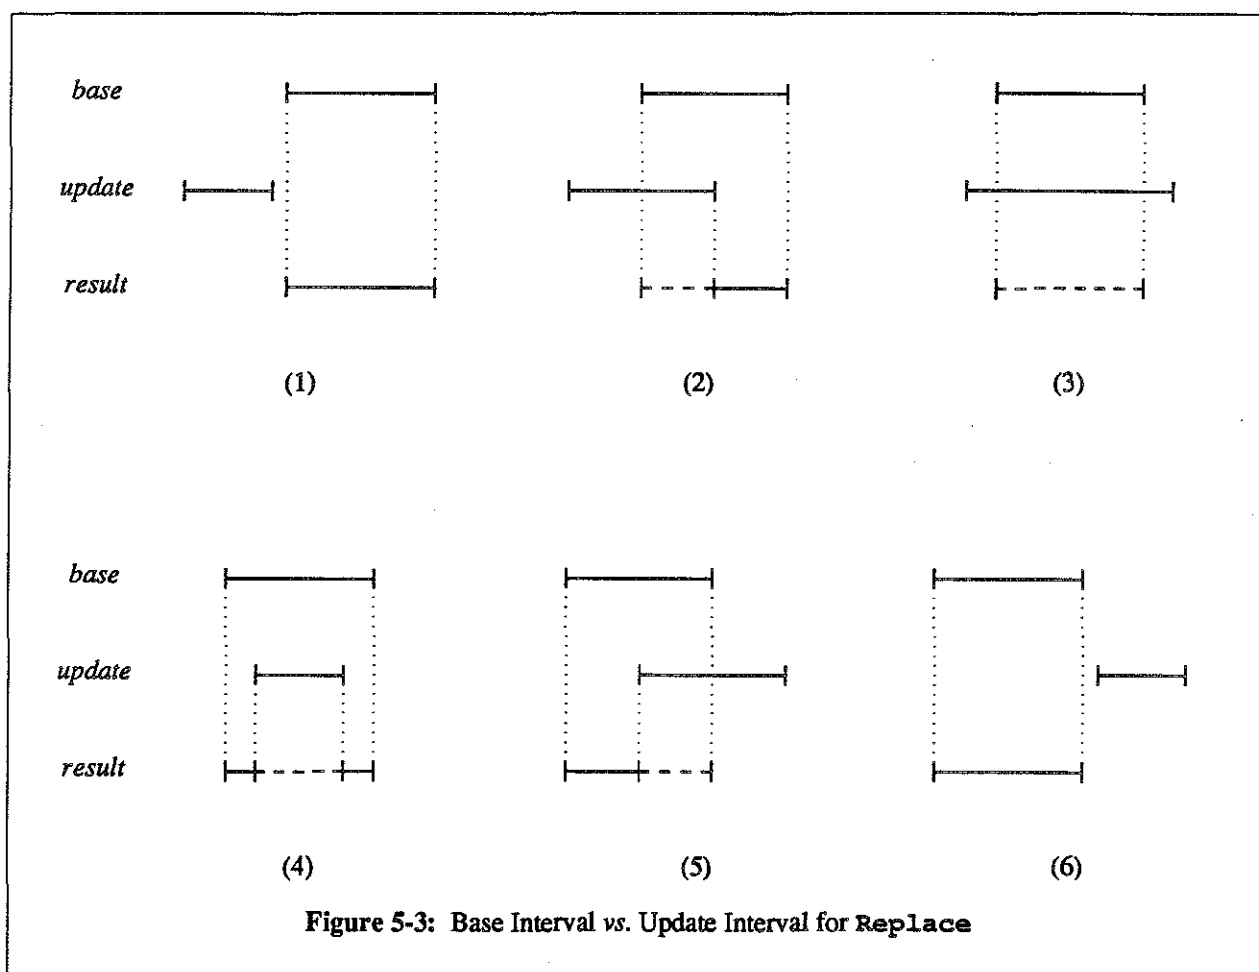 base
update
result
(1) (2) (3)
base
update
result
(4) (5) (6)
Figure 5-3: Base Interval vs. Update Interval for Replace